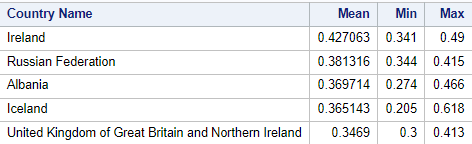 Country Name Mean Min Max
Ireland 0.427063 0.341 0.49
Russian Federation 0.381316 0.344 0.415
Albania 0.369714 0.274 0.466
Iceland 0.365143 0.205 0.618
United Kingdom of Great Britain and Northern Ireland 0.3469 0.3 0.413